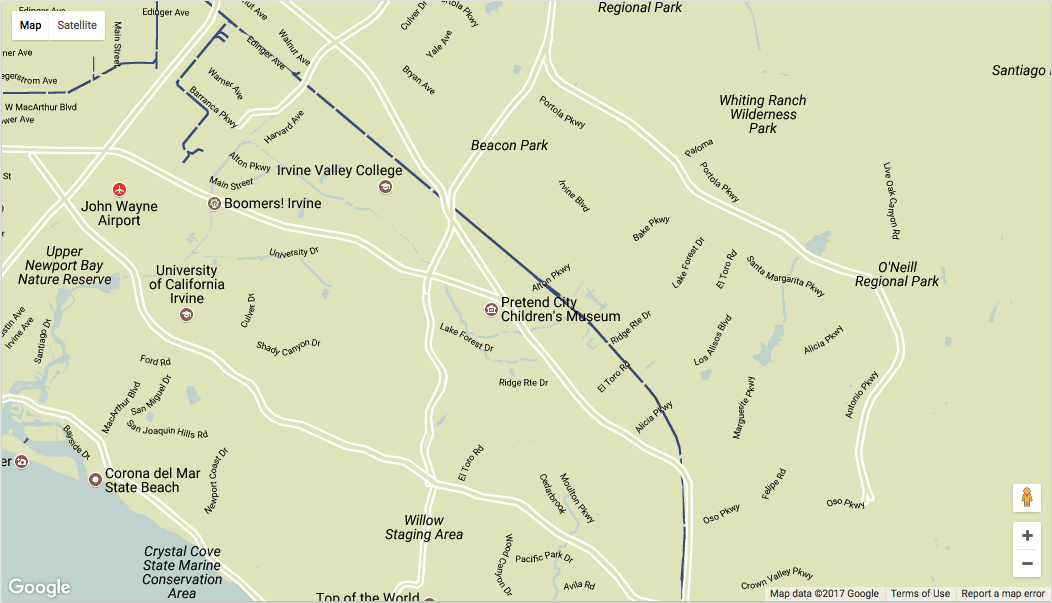 Edinger Ave
Edinger Ave
Walnut Ave
Culver Dr
Portola Pkwy
Regional Park
Map
Satellite
Main Street
Edinger Ave
Walnut Ave
Yale Ave
Bryan Ave
Warner Ave
Santiago
W MacArthur Blvd
Barranca Pkwy
Harvard Ave
Portola Pkwy
Whiting Ranch
Wilderness
Park
Beacon Park
Paloma
Alton Pkwy
Irvine Valley College
Portola Pkwy
Live Oak Canyon Rd
St
Main Street
Irvine Blvd
John Wayne
Airport
Boomers! Irvine
Bake Pkwy
Upper
Newport Bay
Nature Reserve
University Dr
Lake Forest Dr
El Toro Rd
Santa Margarita Pkwy
O'Neill
Regional Park
University
of California
Irvine
Alton Pkwy
Culver Dr
Pretend City
Children's Museum
Irvine Ave
Santiago Dr
Shady Canyon Dr
Lake Forest Dr
Ridge Rte Dr
Los Alisos Blvd
Alicia Pkwy
Ford Rd
MacArthur Blvd
San Miguel Dr
Ridge Rte Dr
El Toro Rd
Marguerite Pkwy
Antonio Pkwy
Alicia Pkwy
San Joaquin Hills Rd
Bayside Dr
Corona del Mar
State Beach
Newport Coast Dr
El Toro Rd
Cedarbrook
Moulton Pkwy
Felipe Rd
Oso Pkwy
Oso Pkwy
Willow
Staging Area
Crystal Cove
State Marine
Conservation
Area
Wood Canyon Dr
Pacific Park Dr
Avila Rd
Crown Valley Pkwy
Top of the World
Google
Map data ©2017 Google
Terms of Use
Report a map error